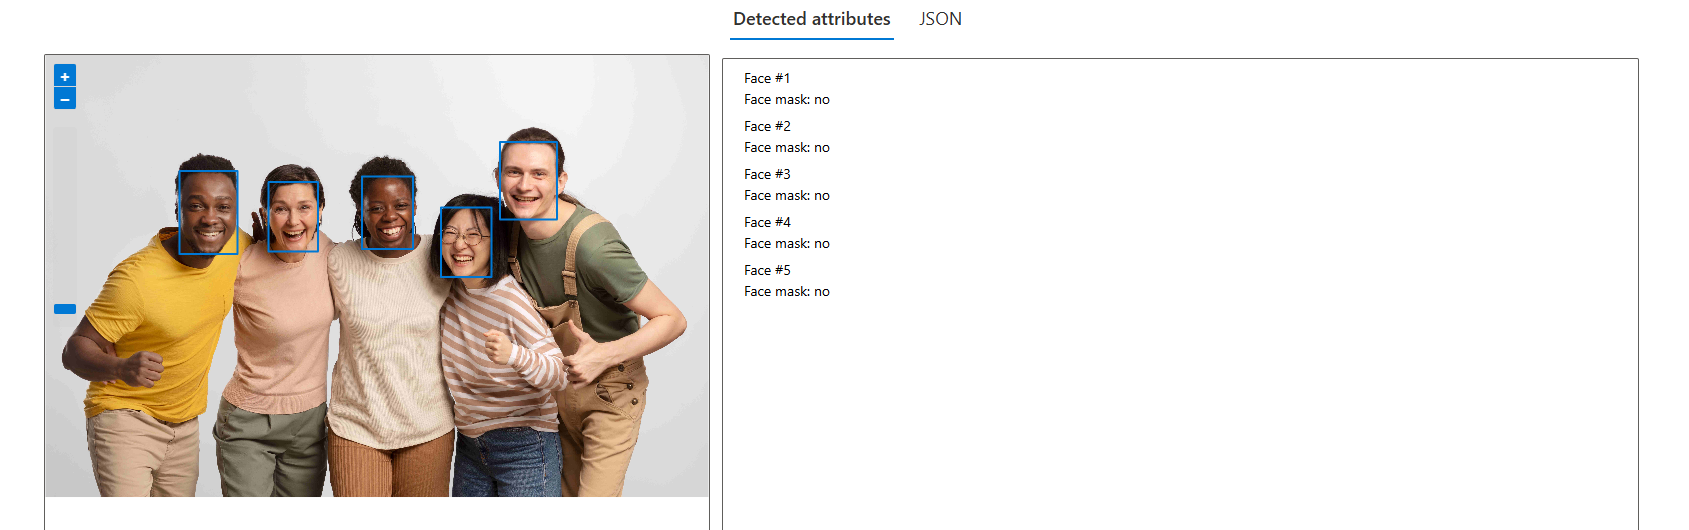 Detected attributes
JSON
+
−
Face #1
Face mask: no
Face #2
Face mask: no
Face #3
Face mask: no
Face #4
Face mask: no
Face #5
Face mask: no